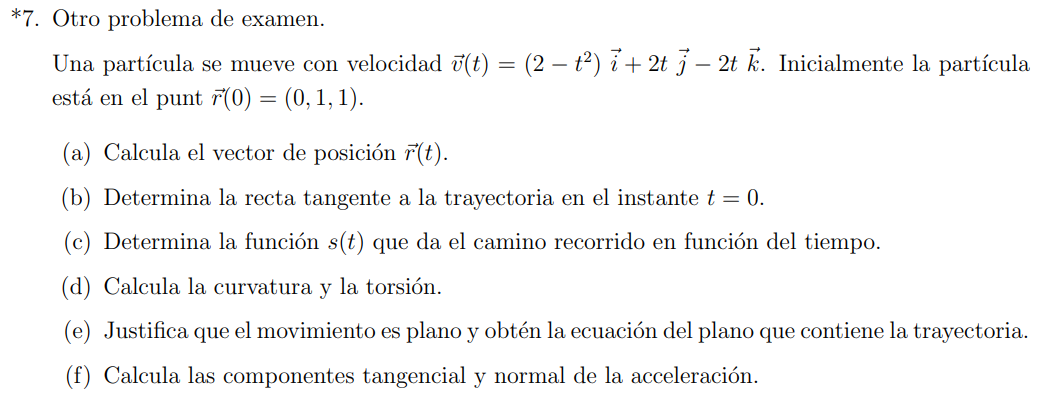 *7. Otro problema de examen.
Una partícula se mueve con velocidad $\vec{v}(t) = (2 - t^2)\ \vec{i} + 2t\ \vec{j} - 2t\ \vec{k}$. Inicialmente la partícula
está en el punt $\vec{r}(0) = (0, 1, 1)$.
(a) Calcula el vector de posición $\vec{r}(t)$.
(b) Determina la recta tangente a la trayectoria en el instante $t = 0$.
(c) Determina la función $s(t)$ que da el camino recorrido en función del tiempo.
(d) Calcula la curvatura y la torsión.
(e) Justifica que el movimiento es plano y obtén la ecuación del plano que contiene la trayectoria.
(f) Calcula las componentes tangencial y normal de la acceleración.